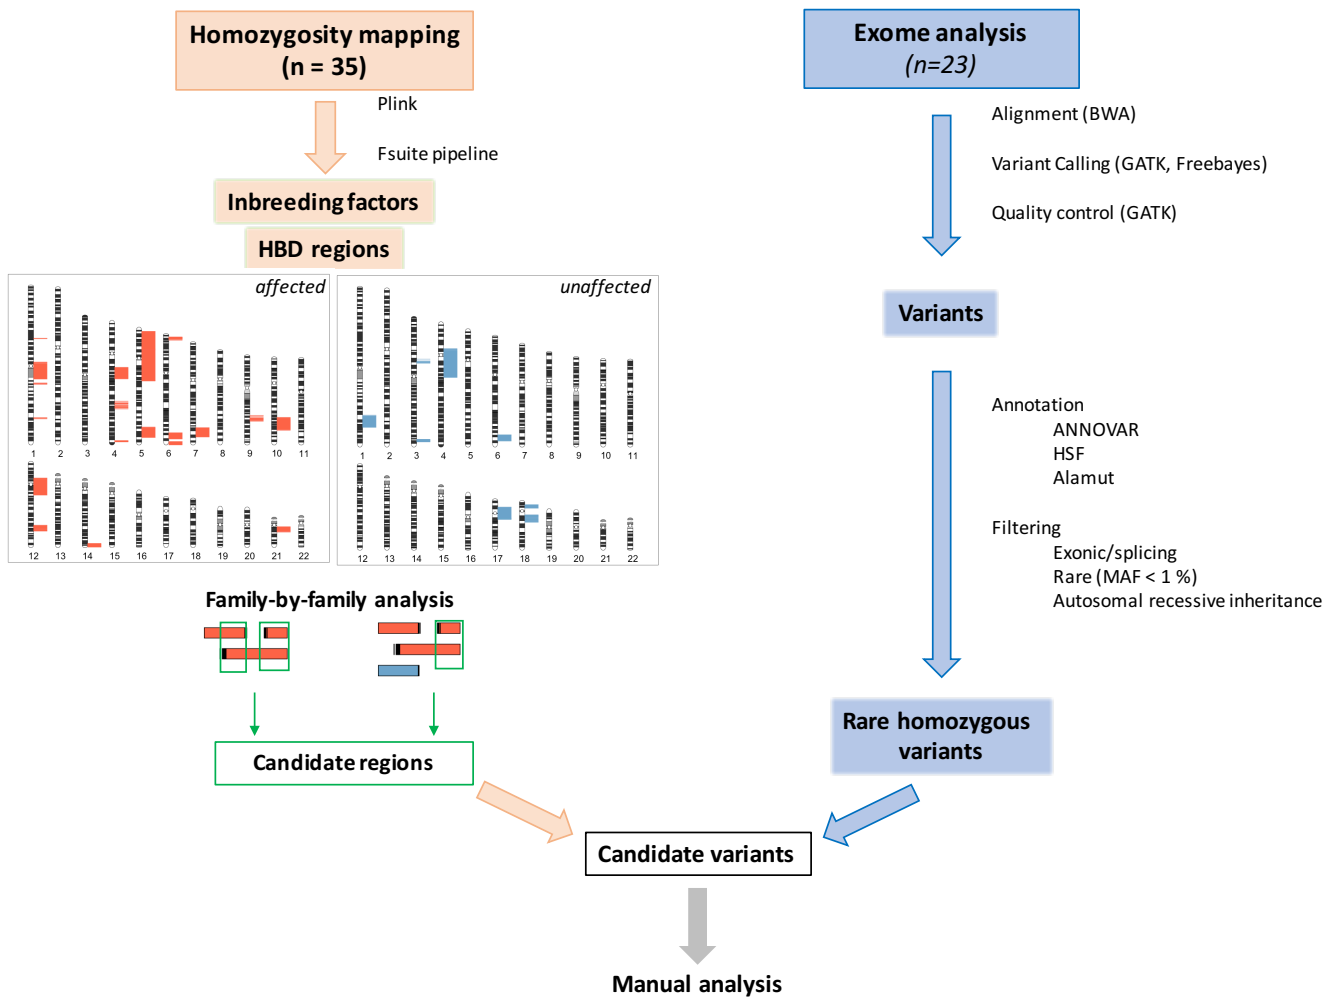 Homozygosity mapping
(n = 35)
Plink
Fsuite pipeline
Inbreeding factors
HBD regions
affected
1 2 3 4 5 6 7 8 9 10 11
12 13 14 15 16 17 18 19 20 21 22
unaffected
1 2 3 4 5 6 7 8 9 10 11
12 13 14 15 16 17 18 19 20 21 22
Family-by-family analysis
Candidate regions
Exome analysis
(n=23)
Alignment (BWA)
Variant Calling (GATK, Freebayes)
Quality control (GATK)
Variants
Annotation
ANNOVAR
HSF
Alamut
Filtering
Exonic/splicing
Rare (MAF < 1 %)
Autosomal recessive inheritance
Rare homozygous
variants
Candidate variants
Manual analysis